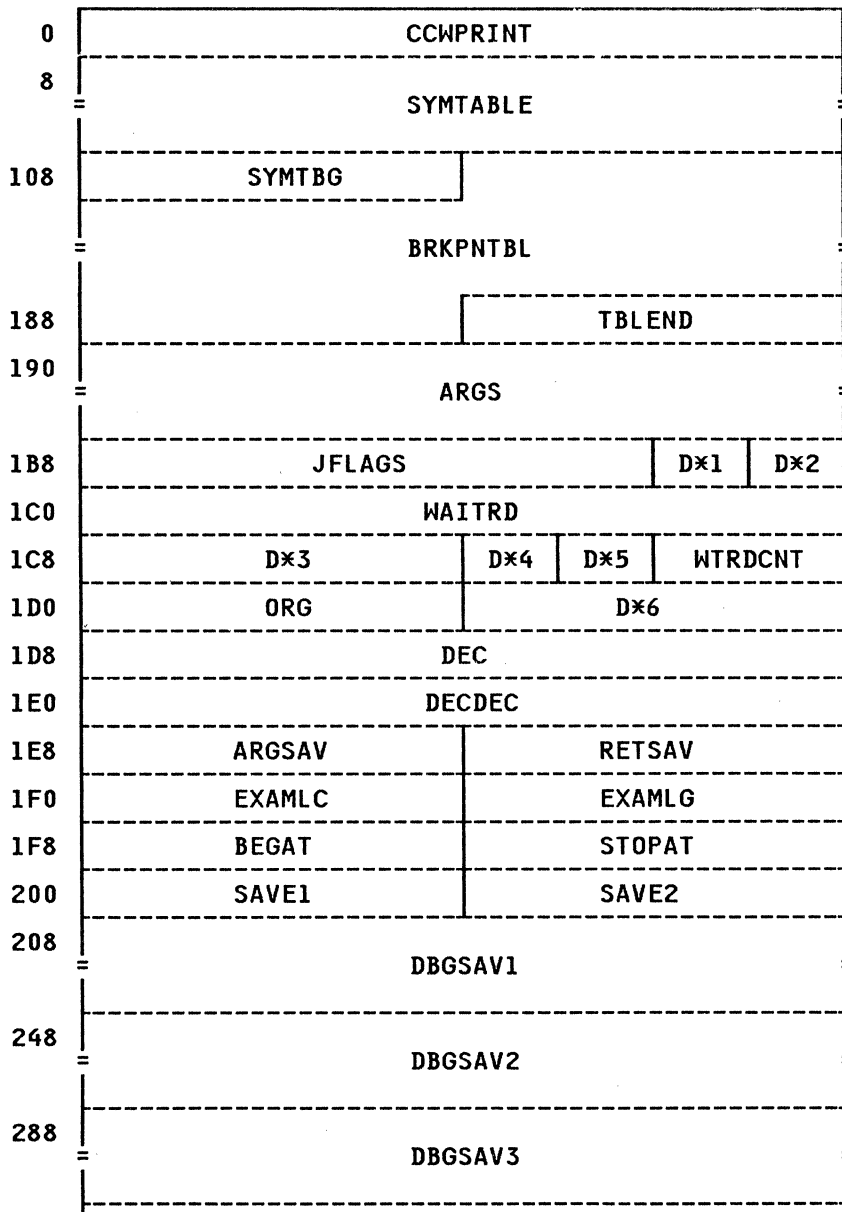 0 CCWPRINT
8
= SYMTABLE =
108 SYMTBG
= BRKPNTBL =
188 TBLEND
190
= ARGS =
1B8 JFLAGS D*1 D*2
1C0 WAITRD
1C8 D*3 D*4 D*5 WTRDCNT
1D0 ORG D*6
1D8 DEC
1E0 DECDEC
1E8 ARGSAV RETSAV
1F0 EXAMLC EXAMLG
1F8 BEGAT STOPAT
200 SAVE1 SAVE2
208
= DBGSAV1 =
248
= DBGSAV2 =
288
= DBGSAV3 =